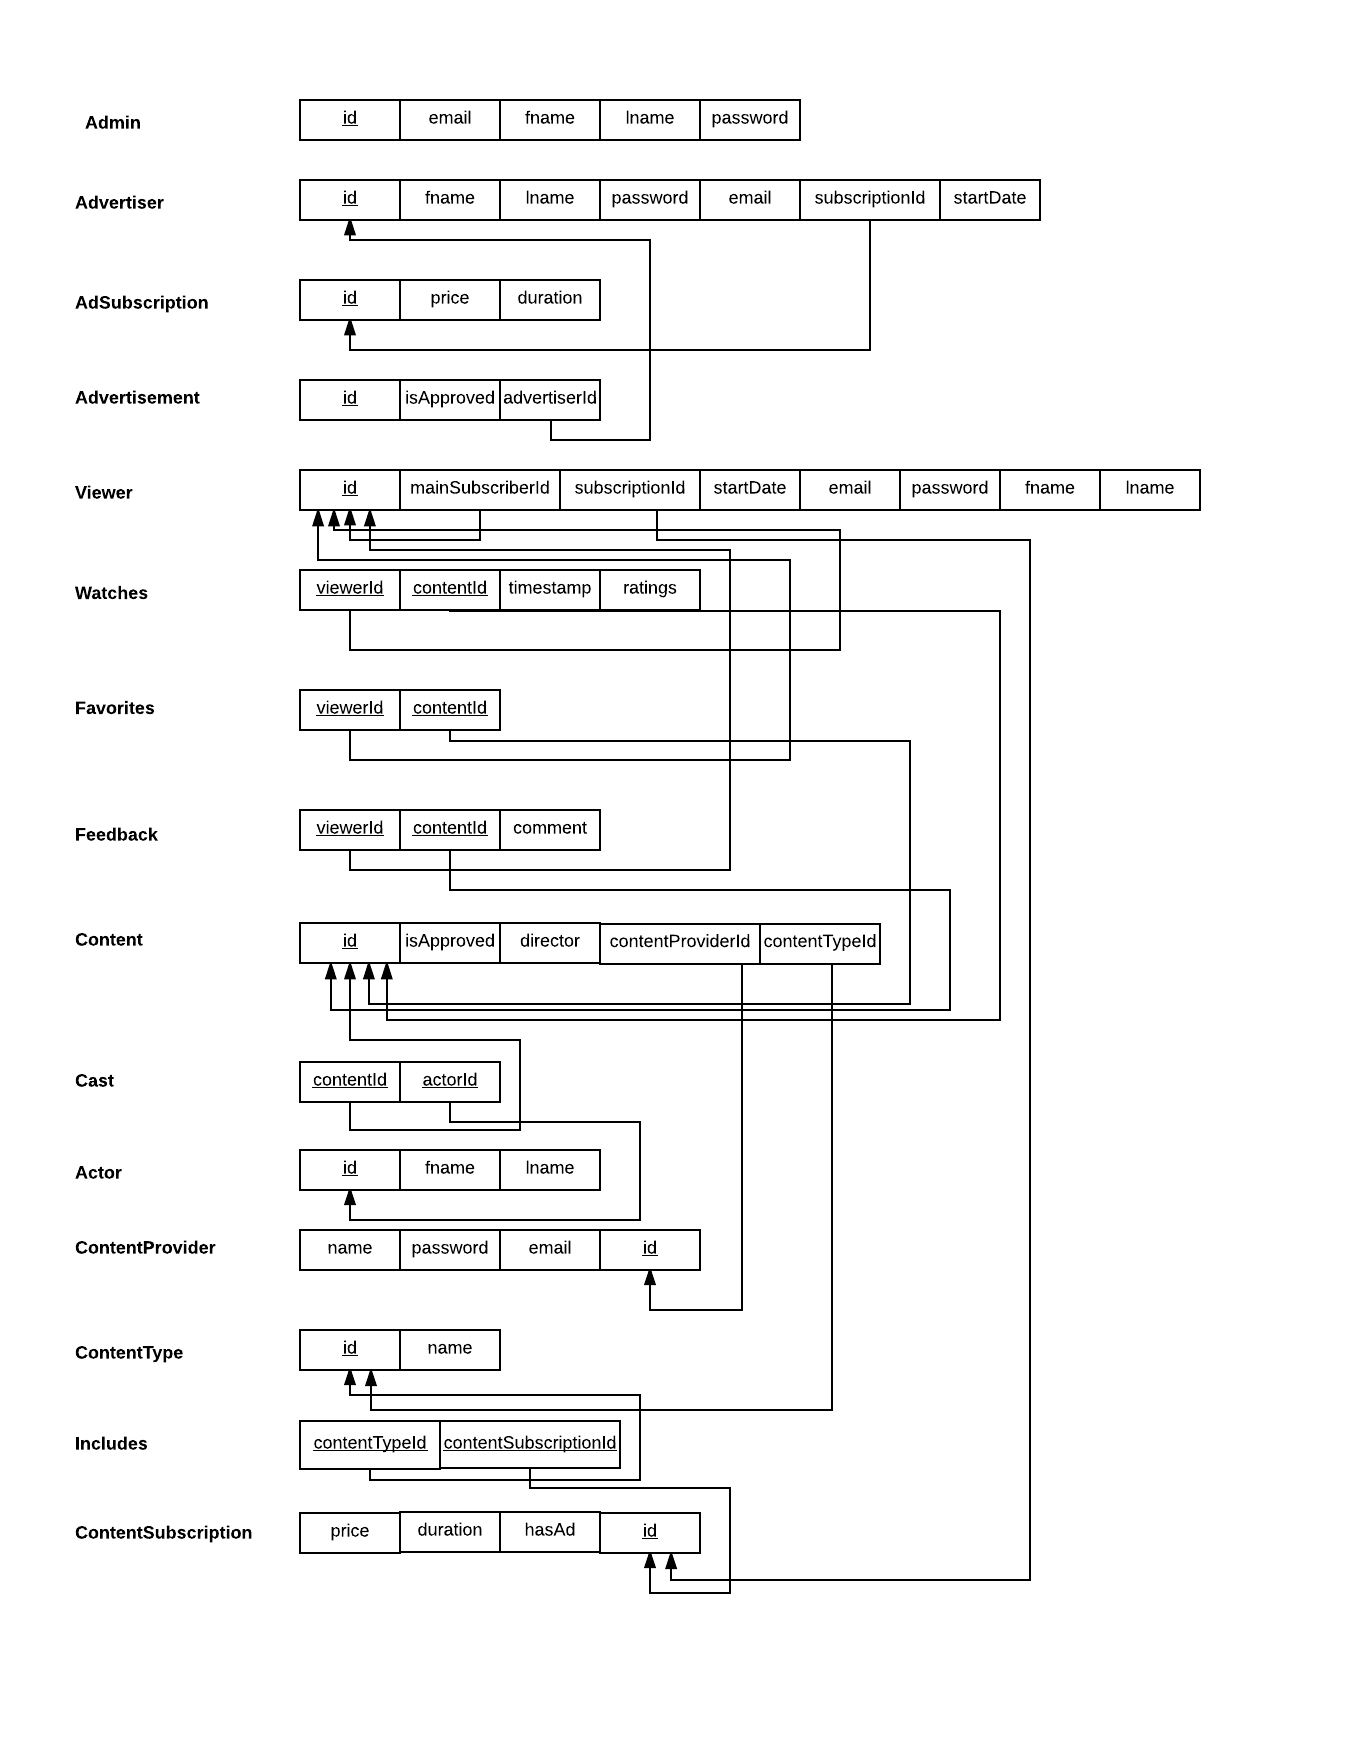 Admin id email fname lname password
Advertiser id fname lname password email subscriptionId startDate
AdSubscription id price duration
Advertisement id isApproved advertiserId
Viewer id mainSubscriberId subscriptionId startDate email password fname lname
Watches viewerId contentId timestamp ratings
Favorites viewerId contentId
Feedback viewerId contentId comment
Content id isApproved director contentProviderId contentTypeId
Cast contentId actorId
Actor id fname lname
ContentProvider name password email id
ContentType id name
Includes contentTypeId contentSubscriptionId
ContentSubscription price duration hasAd id